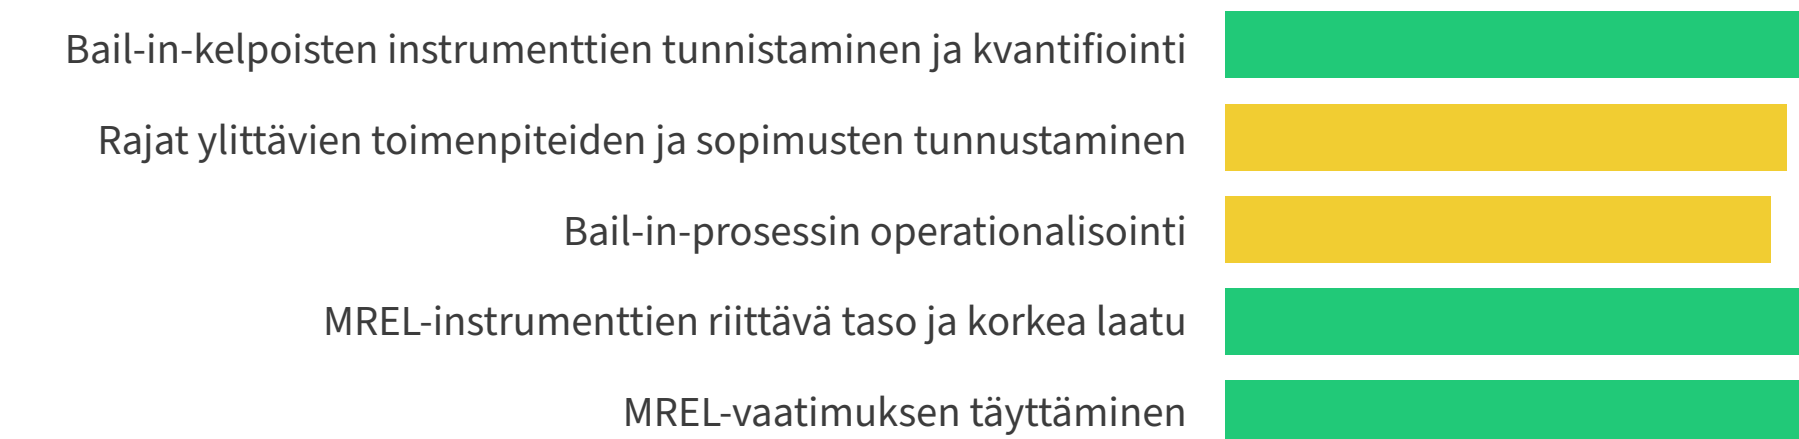 Bail-in-kelpoisten instrumenttien tunnistaminen ja kvantifiointi
Rajat ylittävien toimenpiteiden ja sopimusten tunnustaminen
Bail-in-prosessin operationalisointi
MREL-instrumenttien riittävä taso ja korkea laatu
MREL-vaatimuksen täyttäminen